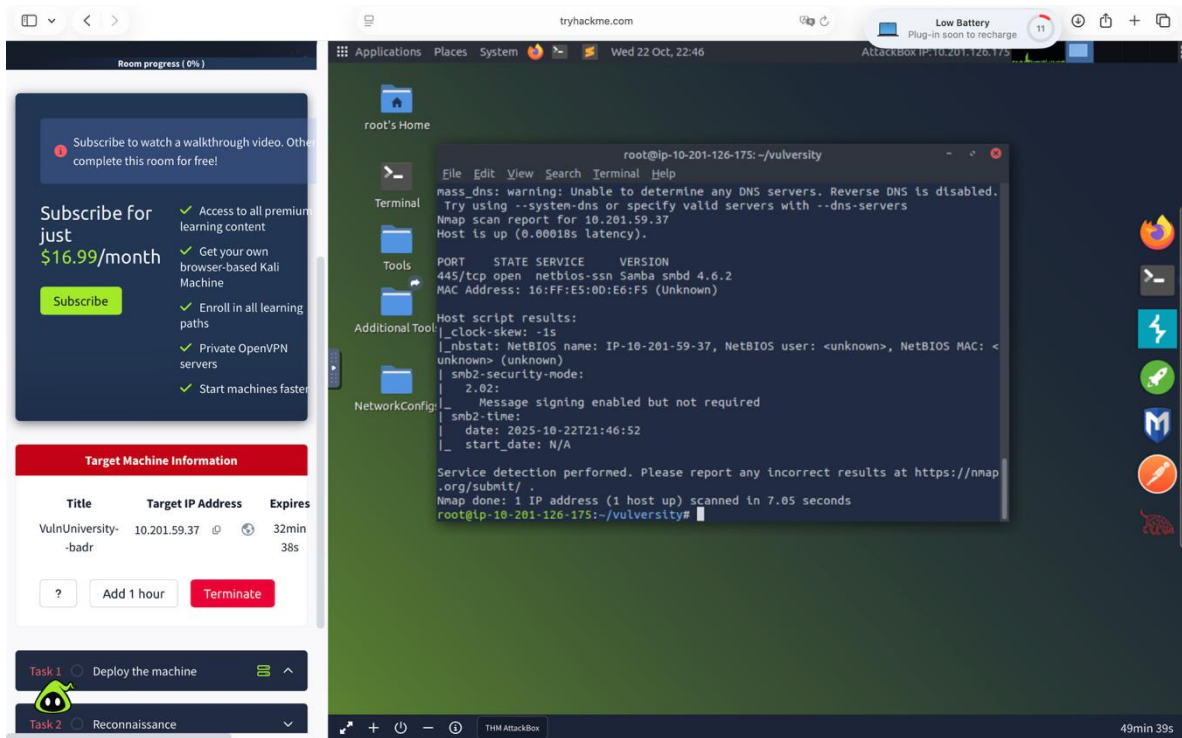 tryhackme.com
Low Battery
Plug-in soon to recharge
11
Room progress ( 0% )
Subscribe to watch a walkthrough video. Other
complete this room for free!
Subscribe for
just
$16.99/month
Subscribe
Access to all premium
learning content
Get your own
browser-based Kali
Machine
Enroll in all learning
paths
Private OpenVPN
servers
Start machines faster
Target Machine Information
Title Target IP Address Expires
VulnUniversity-
-badr
10.201.59.37
32min
38s
? Add 1 hour Terminate
Task 1 Deploy the machine
Task 2 Reconnaissance
Applications Places System Wed 22 Oct, 22:46 AttackBox IP:10.201.126.175
root's Home
Terminal
Tools
Additional Tools
NetworkConfigs
root@ip-10-201-126-175: ~/vulversity
File Edit View Search Terminal Help
mass_dns: warning: Unable to determine any DNS servers. Reverse DNS is disabled.
Try using --system-dns or specify valid servers with --dns-servers
Nmap scan report for 10.201.59.37
Host is up (0.00018s latency).
PORT STATE SERVICE VERSION
445/tcp open netbios-ssn Samba smbd 4.6.2
MAC Address: 16:FF:E5:0D:E6:F5 (Unknown)
Host script results:
|_clock-skew: -1s
|_nbstat: NetBIOS name: IP-10-201-59-37, NetBIOS user: <unknown>, NetBIOS MAC: <
unknown> (unknown)
| smb2-security-mode:
|   2.02:
|_    Message signing enabled but not required
| smb2-time:
|   date: 2025-10-22T21:46:52
|_  start_date: N/A
Service detection performed. Please report any incorrect results at https://nmap
.org/submit/ .
Nmap done: 1 IP address (1 host up) scanned in 7.05 seconds
root@ip-10-201-126-175:~/vulversity#
THM AttackBox
49min 39s